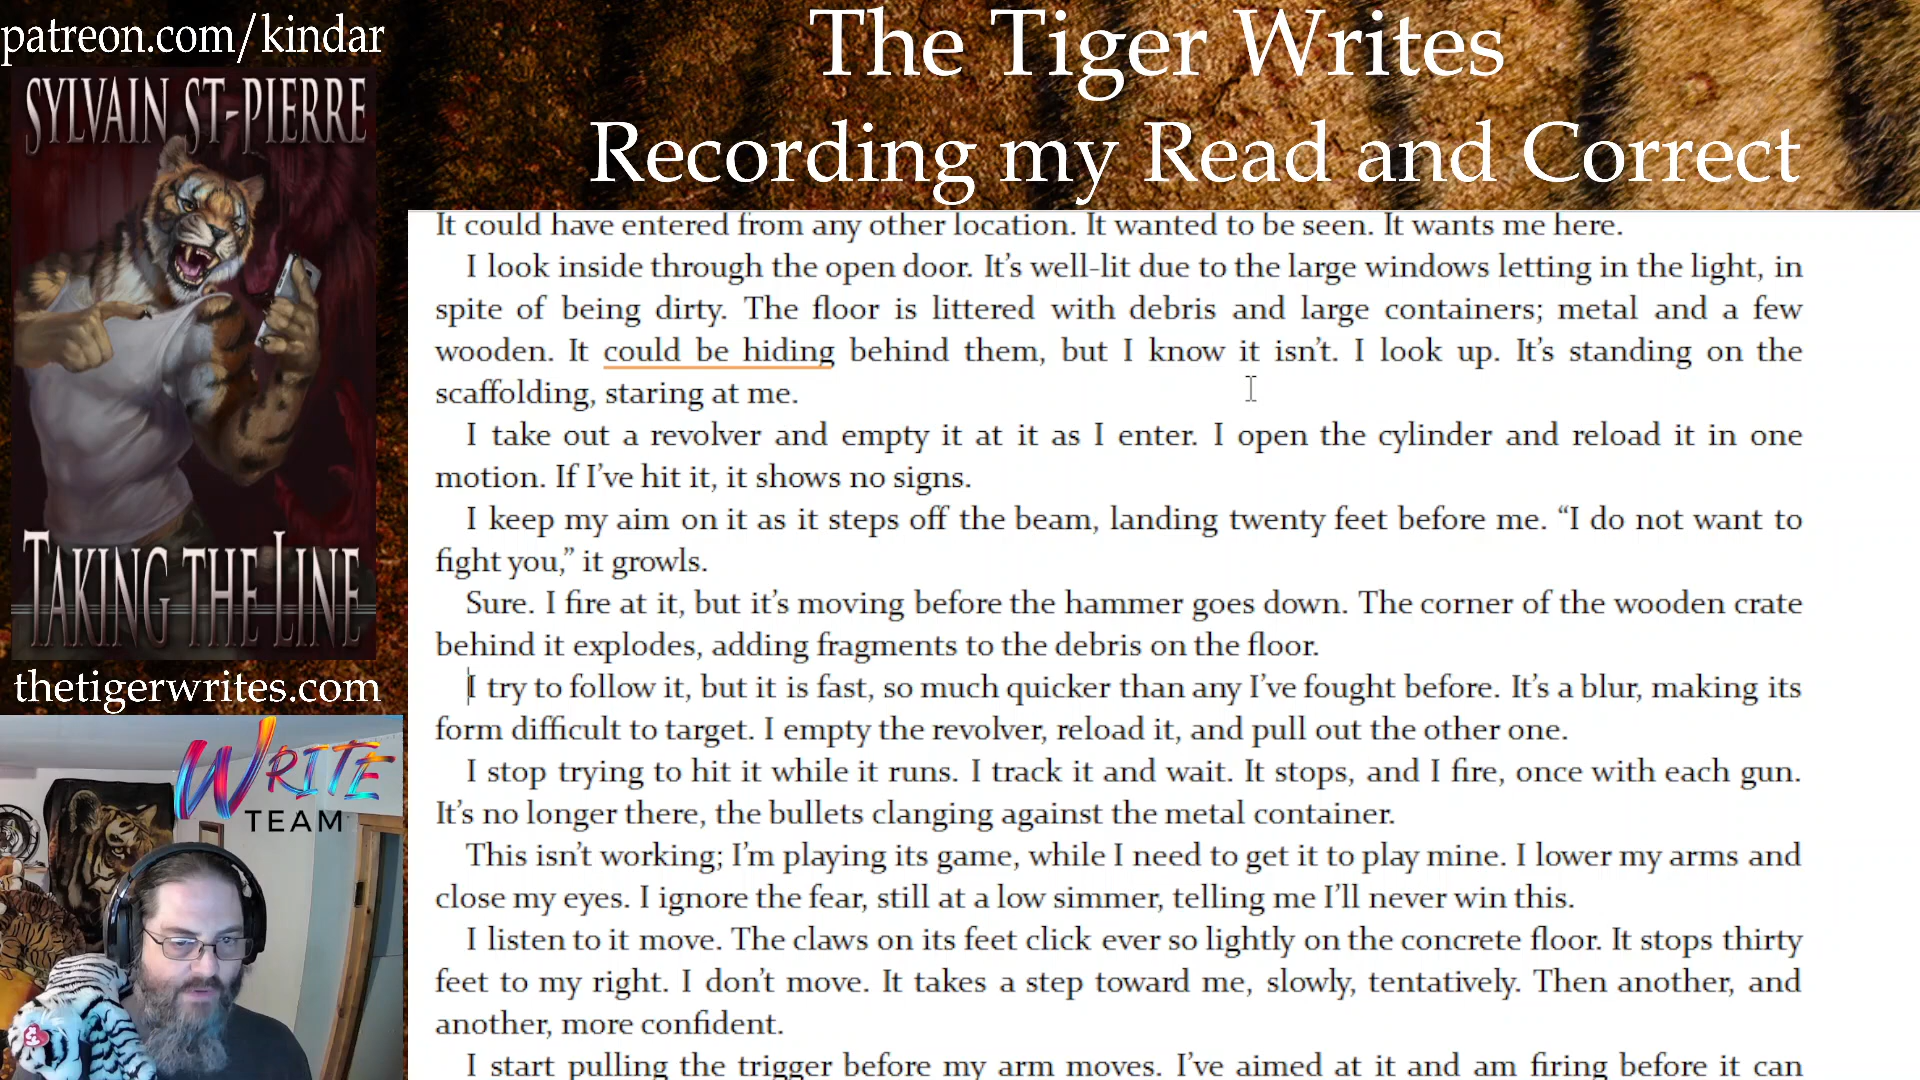 patreon.com/kindar
SYLVAIN ST-PIERRE
TAKING THE LINE
thetigerwrites.com
WRITE
TEAM
The Tiger Writes
Recording my Read and Correct
It could have entered from any other location. It wanted to be seen. It wants me here.
I look inside through the open door. It’s well-lit due to the large windows letting in the light, in
spite of being dirty. The floor is littered with debris and large containers; metal and a few
wooden. It could be hiding behind them, but I know it isn’t. I look up. It’s standing on the
scaffolding, staring at me.
I take out a revolver and empty it at it as I enter. I open the cylinder and reload it in one
motion. If I’ve hit it, it shows no signs.
I keep my aim on it as it steps off the beam, landing twenty feet before me. “I do not want to
fight you,” it growls.
Sure. I fire at it, but it’s moving before the hammer goes down. The corner of the wooden crate
behind it explodes, adding fragments to the debris on the floor.
I try to follow it, but it is fast, so much quicker than any I’ve fought before. It’s a blur, making its
form difficult to target. I empty the revolver, reload it, and pull out the other one.
I stop trying to hit it while it runs. I track it and wait. It stops, and I fire, once with each gun.
It’s no longer there, the bullets clanging against the metal container.
This isn’t working; I’m playing its game, while I need to get it to play mine. I lower my arms and
close my eyes. I ignore the fear, still at a low simmer, telling me I’ll never win this.
I listen to it move. The claws on its feet click ever so lightly on the concrete floor. It stops thirty
feet to my right. I don’t move. It takes a step toward me, slowly, tentatively. Then another, and
another, more confident.
I start pulling the trigger before my arm moves. I’ve aimed at it and am firing before it can